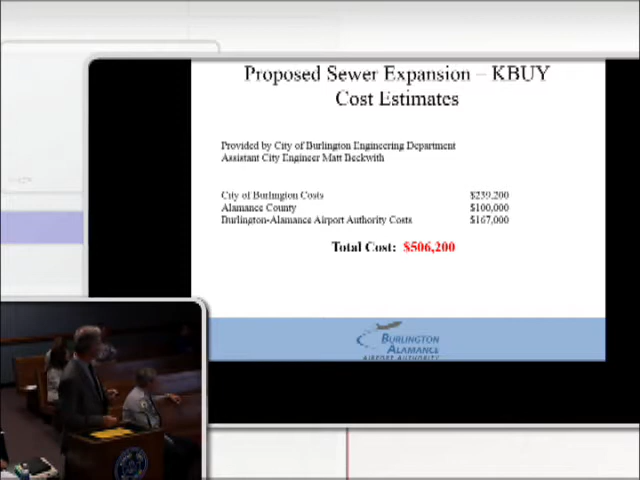 Proposed Sewer Expansion – KBUY
Cost Estimates
Provided by City of Burlington Engineering Department
Assistant City Engineer Matt Beckwith
City of Burlington Costs $239,200
Alamance County $100,000
Burlington-Alamance Airport Authority Costs $167,000
Total Cost: $506,200
BURLINGTON
ALAMANCE
AIRPORT AUTHORITY